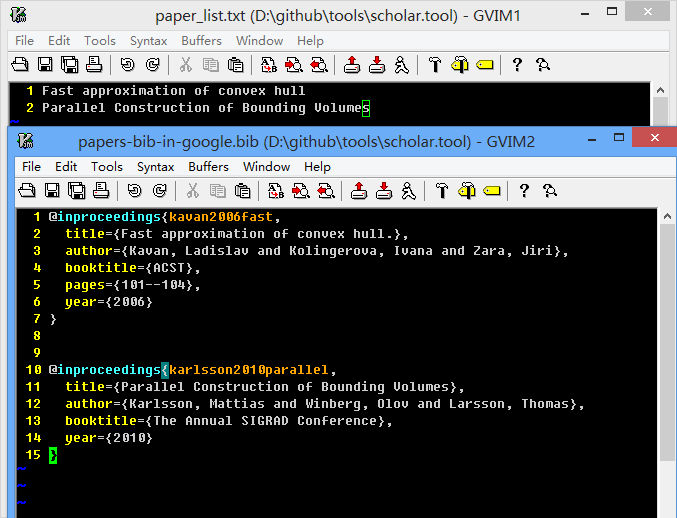 paper_list.txt (D:\github\tools\scholar.tool) - GVIM1
File Edit Tools Syntax Buffers Window Help
1 Fast approximation of convex hull
2 Parallel Construction of Bounding Volumes
~
papers-bib-in-google.bib (D:\github\tools\scholar.tool) - GVIM2
File Edit Tools Syntax Buffers Window Help
1 @inproceedings{kavan2006fast,
2 title={Fast approximation of convex hull.},
3 author={Kavan, Ladislav and Kolingerova, Ivana and Zara, Jiri},
4 booktitle={ACST},
5 pages={101--104},
6 year={2006}
7 }
8
9
10 @inproceedings{karlsson2010parallel,
11 title={Parallel Construction of Bounding Volumes},
12 author={Karlsson, Mattias and Winberg, Olov and Larsson, Thomas},
13 booktitle={The Annual SIGRAD Conference},
14 year={2010}
15 }
~
~
~